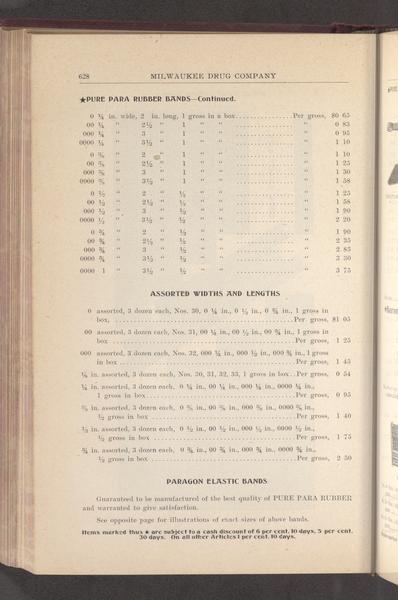 628 MILWAUKEE DRUG COMPANY
★PURE PARA RUBBER BANDS—Continued.
0 ¼ in. wide, 2 in. long, 1 gross in a box Per gross, $0 65
00 ¼ " 2½ " 1 " " " 0 83
000 ¼ " 3 " 1 " " " 0 95
0000 ¼ " 3½ " 1 " " " 1 10
0 ⅜ " 2 " 1 " " " 1 10
00 ⅜ " 2½ " 1 " " " 1 25
000 ⅜ " 3 " 1 " " " 1 30
0000 ⅜ " 3½ " 1 " " " 1 58
0 ½ " 2 " ½ " " " 1 25
00 ½ " 2½ " ½ " " " 1 58
000 ½ " 3 " ½ " " " 1 90
0000 ½ " 3½ " ½ " " " 2 20
0 ¾ " 2 " ½ " " " 1 90
00 ¾ " 2½ " ½ " " " 2 35
000 ¾ " 3 " ½ " " " 2 85
0000 ¾ " 3½ " ½ " " " 3 30
0000 1 " 3½ " ½ " " " 3 75
ASSORTED WIDTHS AND LENGTHS
0 assorted, 3 dozen each, Nos. 30, 0 ¼ in., 0 ½ in., 0 ¾ in., 1 gross in
box, Per gross, $1 05
00 assorted, 3 dozen each, Nos. 31, 00 ¼ in., 00 ½ in., 00 ¾ in., 1 gross in
box Per gross, 1 25
000 assorted, 3 dozen each, Nos. 32, 000 ¼ in., 000 ½ in., 000 ¾ in., 1 gross
in box Per gross, 1 45
⅛ in. assorted, 3 dozen each, Nos. 30, 31, 32, 33, 1 gross in box Per gross, 0 54
¼ in. assorted, 3 dozen each, 0 ¼ in., 00 ¼ in., 000 ¼ in., 0000 ¼ in.,
1 gross in box Per gross, 0 95
⅜ in. assorted, 3 dozen each, 0 ⅜ in., 00 ⅜ in., 000 ⅜ in., 0000 ⅜ in.,
½ gross in box Per gross, 1 40
½ in. assorted, 3 dozen each, 0 ½ in., 00 ½ in., 000 ½ in., 0000 ½ in.,
½ gross in box Per gross, 1 75
¾ in. assorted, 3 dozen each, 0 ¾ in., 00 ¾ in., 000 ¾ in., 0000 ¾ in.,
½ gross in box Per gross, 2 50
PARAGON ELASTIC BANDS
Guaranteed to be manufactured of the best quality of PURE PARA RUBBER
and warranted to give satisfaction.
See opposite page for illustrations of exact sizes of above bands.
Items marked thus ★ are subject to a cash discount of 6 per cent. 10 days, 5 per cent.
30 days. On all other Articles 1 per cent. 10 days.